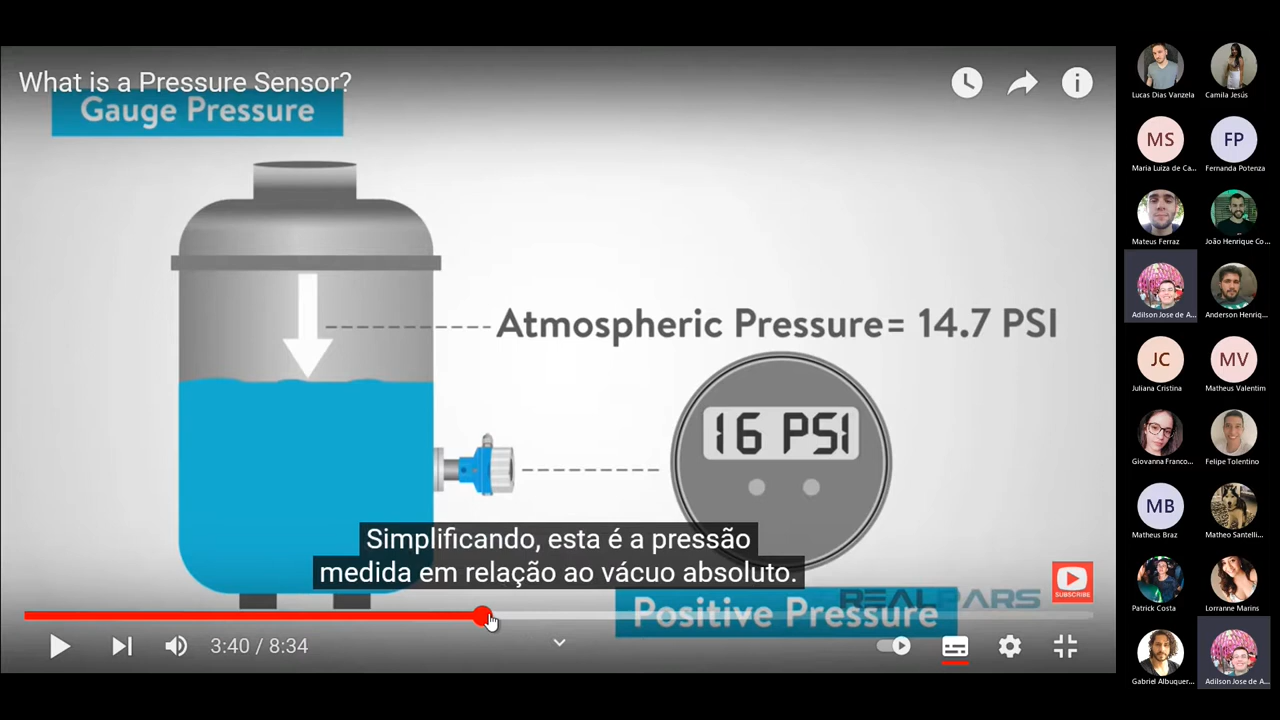 What is a Pressure Sensor?
Gauge Pressure
Atmospheric Pressure= 14.7 PSI
16 PSI
Simplificando, esta é a pressão
medida em relação ao vácuo absoluto.
SUBSCRIBE
REALPARS
Positive Pressure
3:40 / 8:34
Lucas Dias Vanzela
Camila Jesús
MS
FP
Maria Luiza de Ca...
Fernanda Potenza
Mateus Ferraz
João Henrique Co...
Adilson Jose de A...
Anderson Henriq...
JC
MV
Juliana Cristina
Matheus Valentim
Giovanna Franco...
Felipe Tolentino
MB
Matheus Braz
Matheo Santelli...
Patrick Costa
Lorranne Marins
Gabriel Albuquer...
Adilson Jose de A...